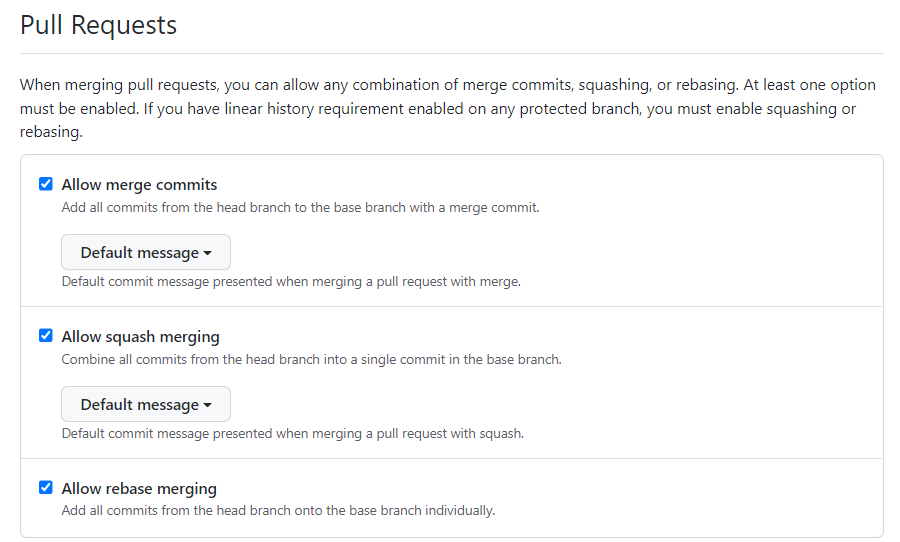 Pull Requests
When merging pull requests, you can allow any combination of merge commits, squashing, or rebasing. At least one option
must be enabled. If you have linear history requirement enabled on any protected branch, you must enable squashing or
rebasing.
Allow merge commits
Add all commits from the head branch to the base branch with a merge commit.
Default message
Default commit message presented when merging a pull request with merge.
Allow squash merging
Combine all commits from the head branch into a single commit in the base branch.
Default message
Default commit message presented when merging a pull request with squash.
Allow rebase merging
Add all commits from the head branch onto the base branch individually.